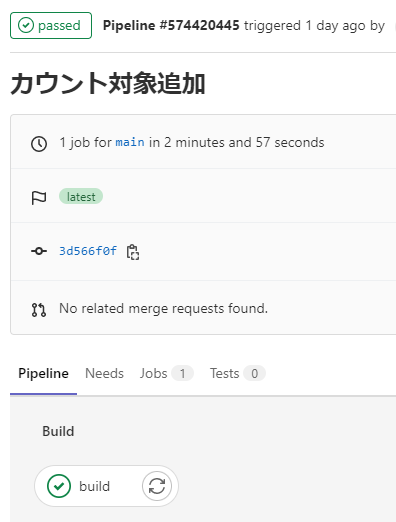 passed Pipeline #574420445 triggered 1 day ago by
カウント対象追加
1 job for main in 2 minutes and 57 seconds
latest
3d566f0f
No related merge requests found.
Pipeline Needs Jobs 1 Tests 0
Build
build